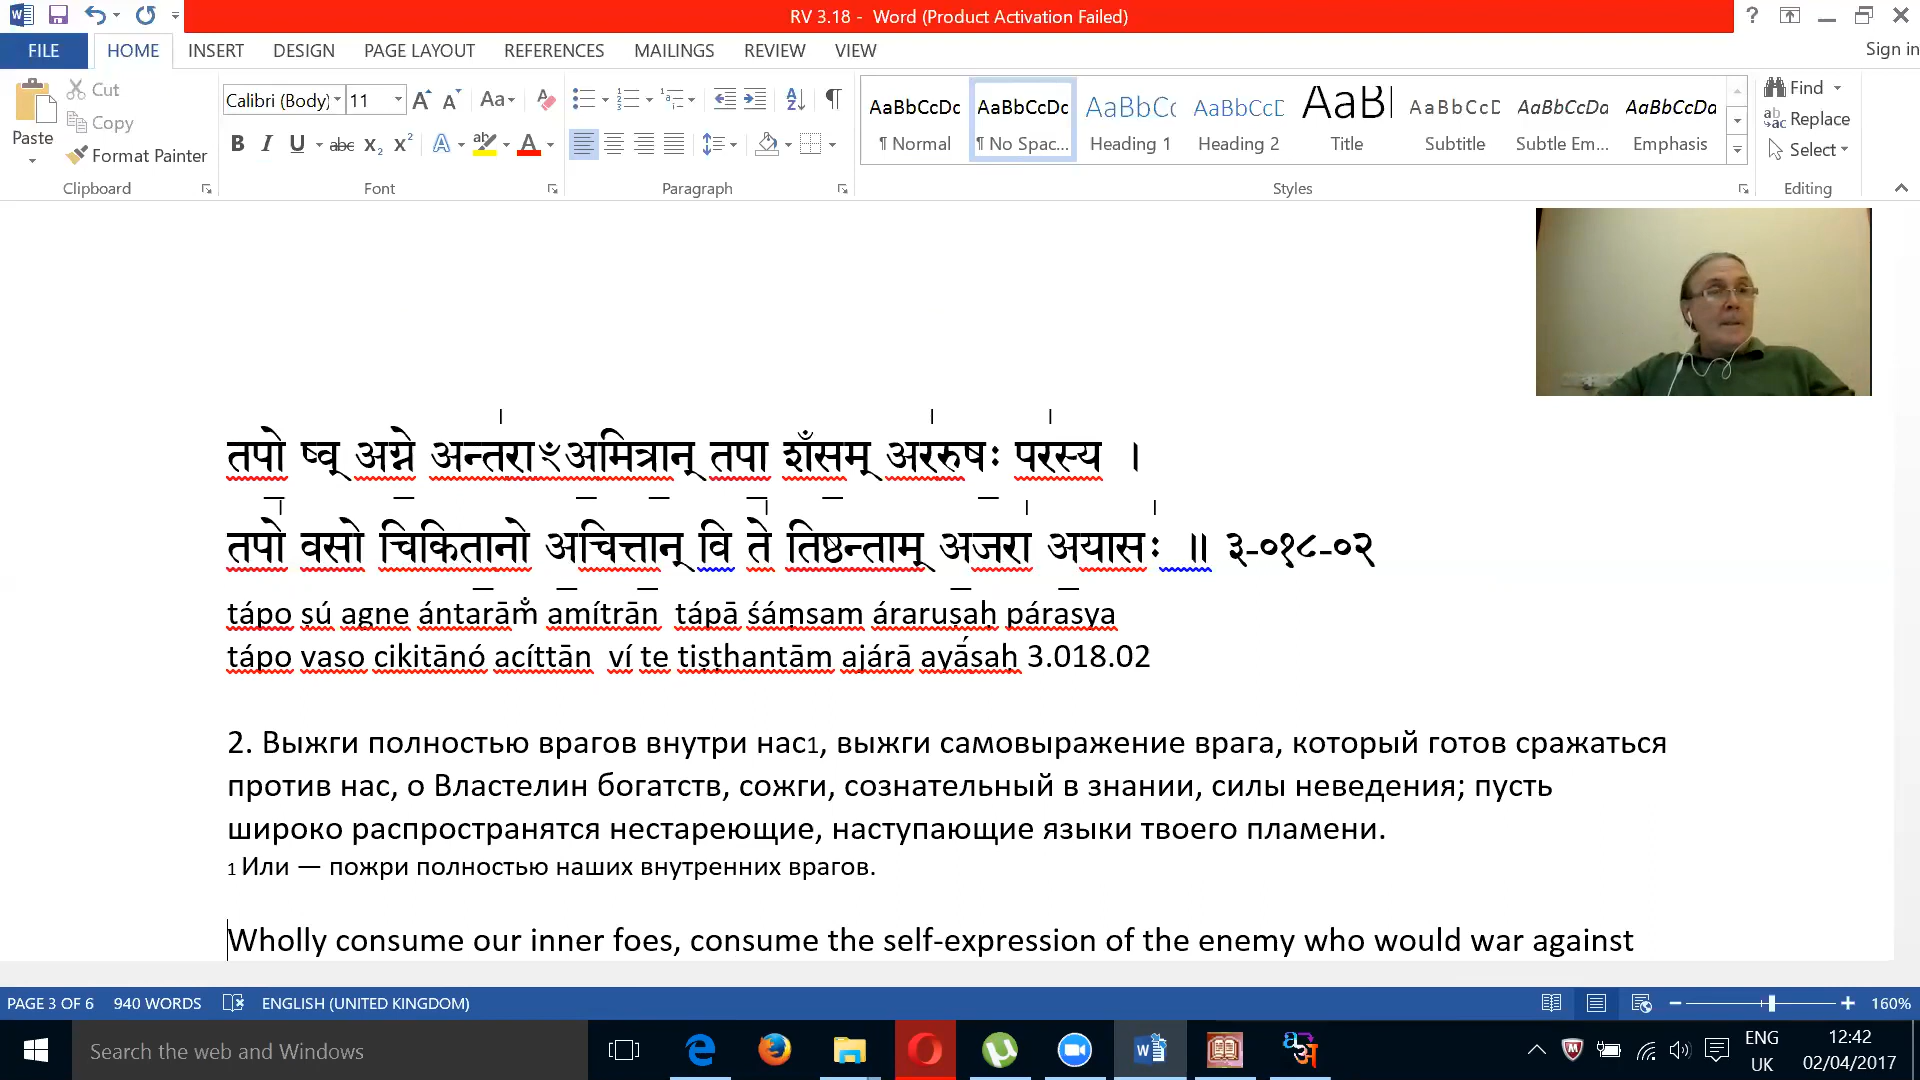 RV 3.18 - Word (Product Activation Failed)
FILE HOME INSERT DESIGN PAGE LAYOUT REFERENCES MAILINGS REVIEW VIEW Sign in
Paste Cut Copy Format Painter
Calibri (Body) 11
AaBbCcDc AaBbCcDc AaBbCc AaBbCcD AaB AaBbCcD AaBbCcDa AaBbCcDa
¶ Normal ¶ No Spac... Heading 1 Heading 2 Title Subtitle Subtle Em... Emphasis
Find Replace Select
Clipboard Font Paragraph Styles Editing
तपो ष्व् अग्ने अन्तराँ२अमित्रान् तपा शँसम् अररुषः परस्य ।
तपो वसो चिकितानो अचित्तान् वि ते तिष्ठन्ताम् अजरा अयासः ॥ ३-०१८-०२
tápo ṣú agne ántarām̐ amítrān tápā śáṃsam áraruṣaḥ párasya
tápo vaso cikitānó acíttān ví te tiṣṭhantām ajárā ayā́saḥ 3.018.02
2. Выжги полностью врагов внутри нас1, выжги самовыражение врага, который готов сражаться
против нас, о Властелин богатств, сожги, сознательный в знании, силы неведения; пусть
широко распространятся нестареющие, наступающие языки твоего пламени.
1 Или — пожри полностью наших внутренних врагов.
Wholly consume our inner foes, consume the self-expression of the enemy who would war against
PAGE 3 OF 6 940 WORDS ENGLISH (UNITED KINGDOM) 160%
Search the web and Windows
ENG UK
12:42
02/04/2017